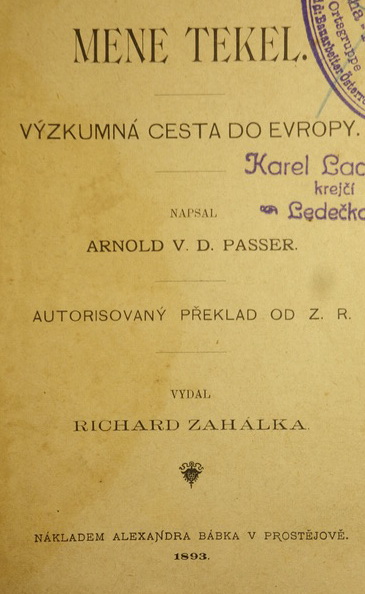 MENE TEKEL.
Ortsgruppe
VÝZKUMNÁ CESTA DO EVROPY.
Karel
krejčí
NAPSAL
ARNOLD V. D. PASSER.
AUTORISOVANÝ PŘEKLAD OD Z. R.
VYDAL
RICHARD ZAHÁLKA.
NÁKLADEM ALEXANDRA BÁBKA V PROSTĚJOVĚ.
1893.